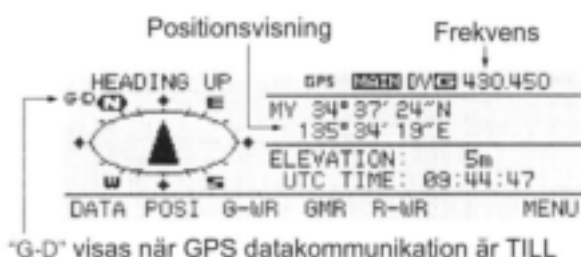 Positionsvisning
Frekvens
HEADING UP
GPS MAIN DV CS 430.450
G-D N E
MY 34°37′24″N
135°34′19″E
ELEVATION: 5m
W S
UTC TIME: 09:44:47
DATA POSI G-WR GMR R-WR MENU
"G-D" visas när GPS datakommunikation är TILL